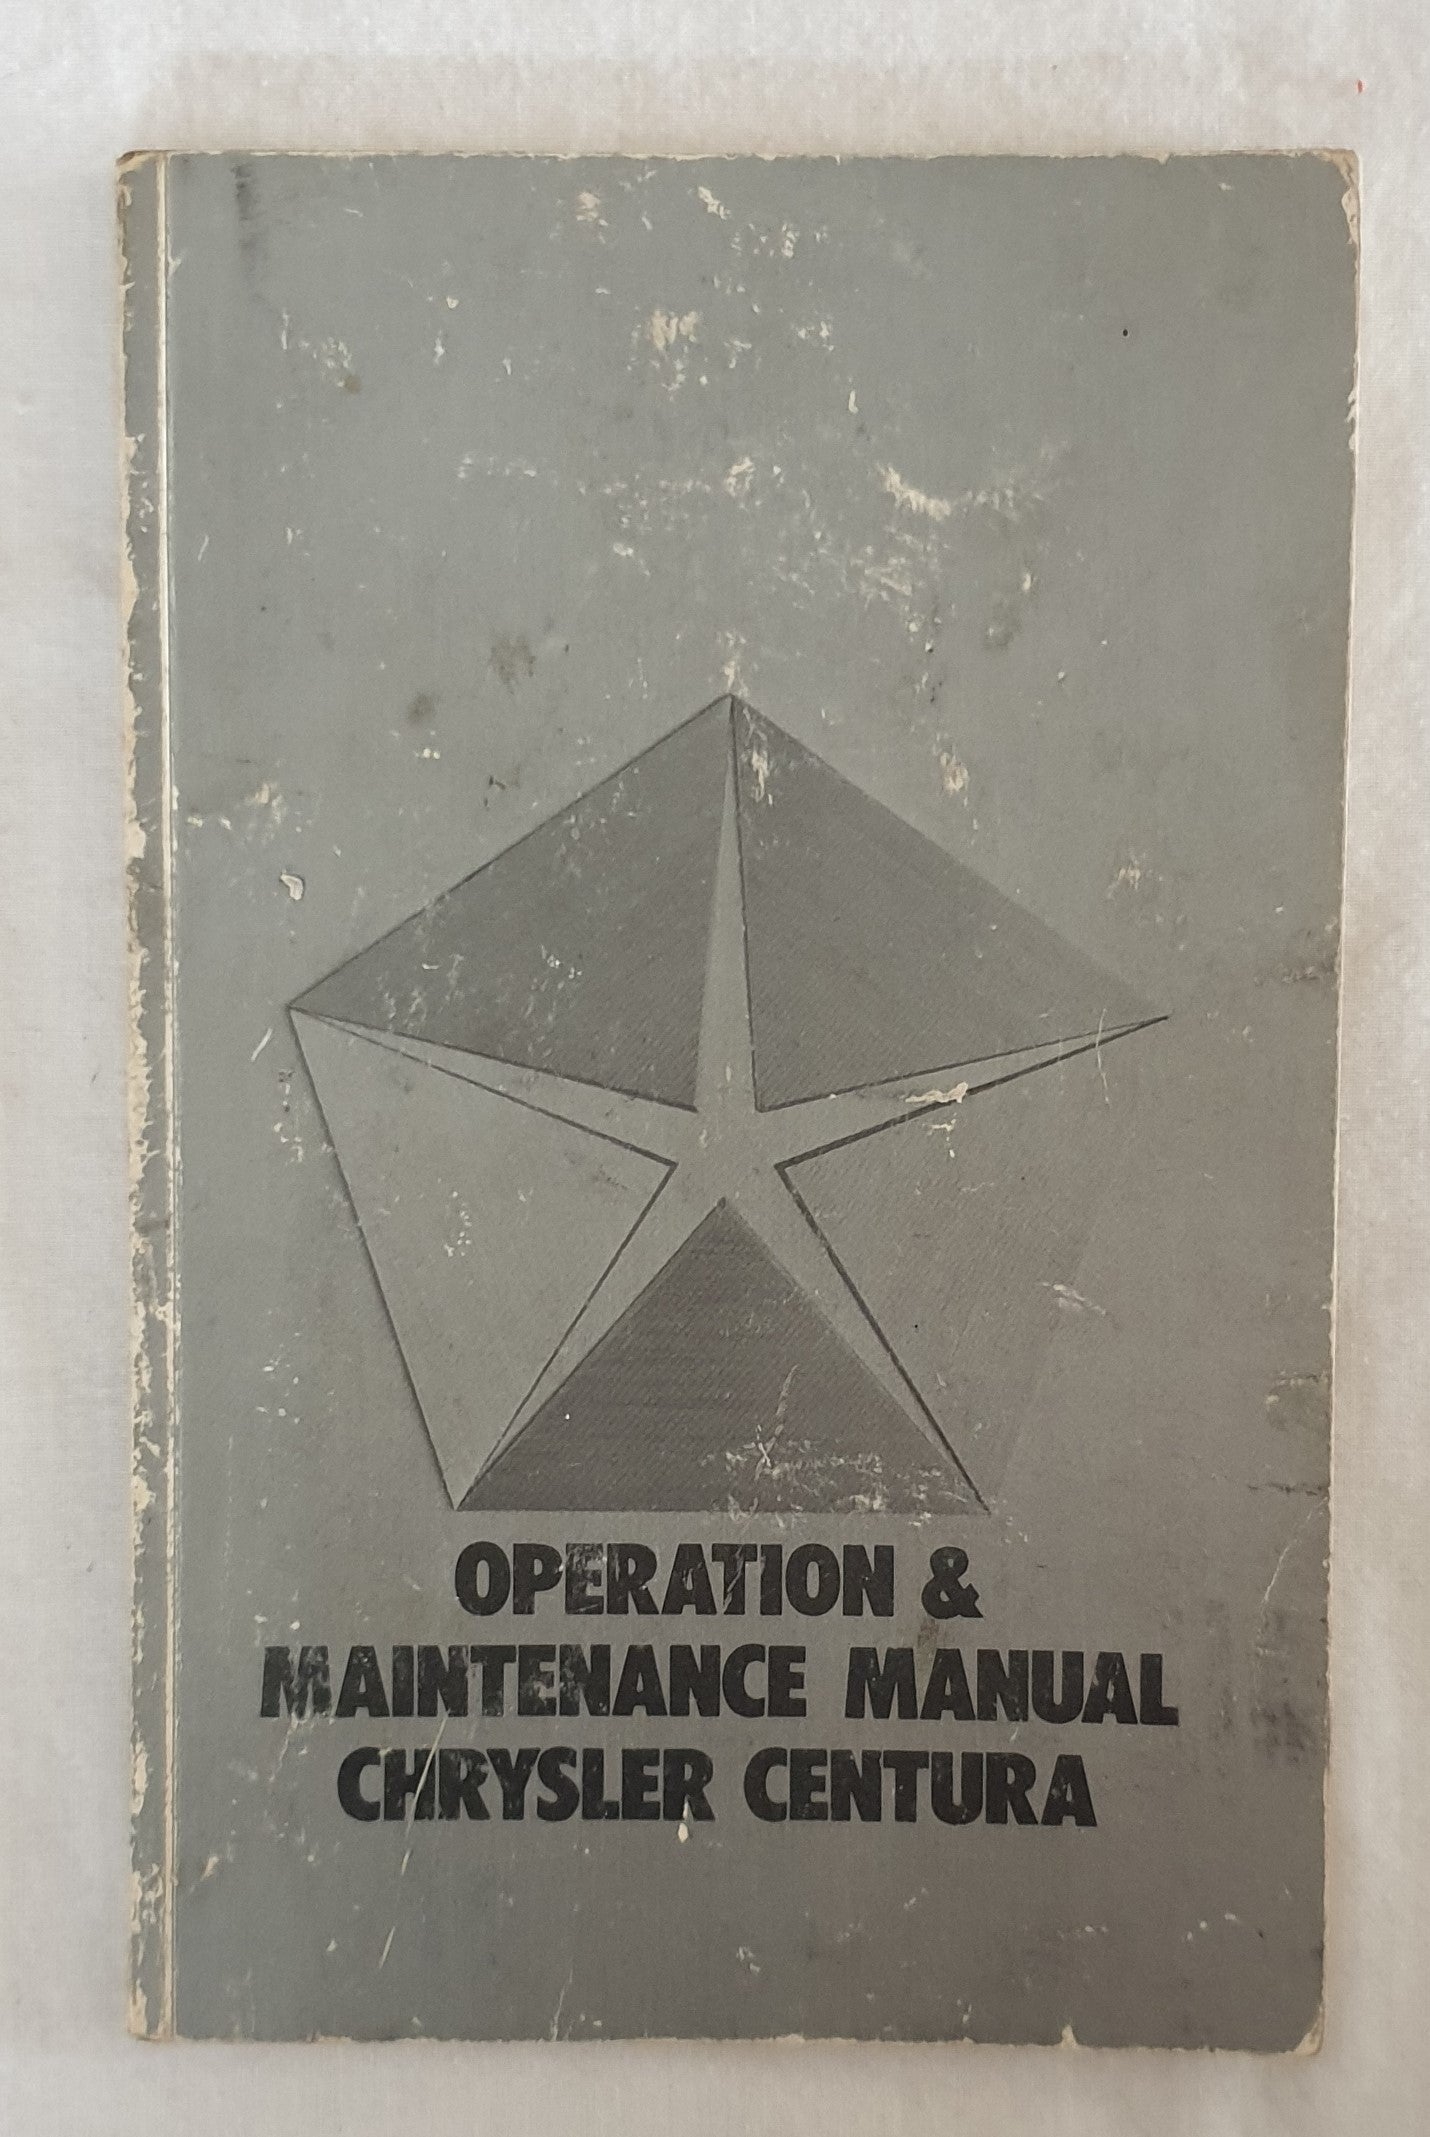 OPERATION &
MAINTENANCE MANUAL
CHRYSLER CENTURA